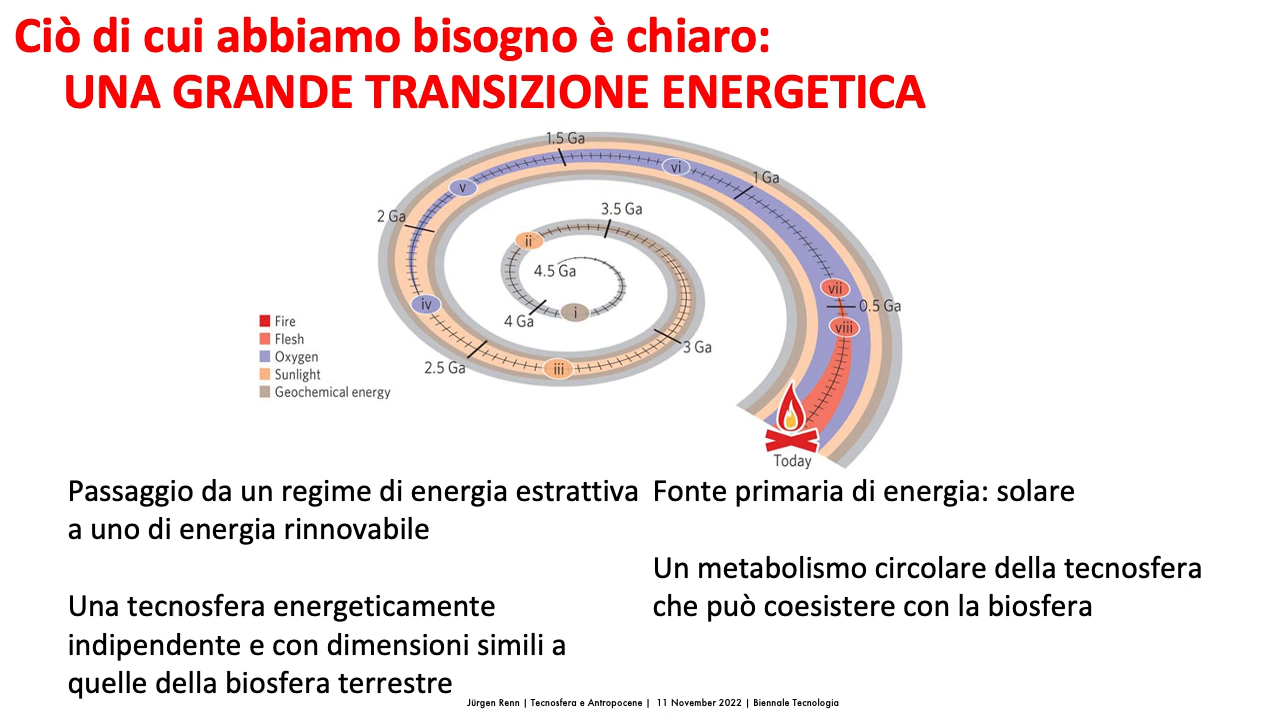 Ciò di cui abbiamo bisogno è chiaro:
UNA GRANDE TRANSIZIONE ENERGETICA
1.5 Ga
vi
1 Ga
v
2 Ga
3.5 Ga
ii
4.5 Ga
vii
iv
i
0.5 Ga
4 Ga
viii
3 Ga
2.5 Ga
iii
Fire
Flesh
Oxygen
Sunlight
Geochemical energy
Today
Passaggio da un regime di energia estrattiva
a uno di energia rinnovabile
Una tecnosfera energeticamente
indipendente e con dimensioni simili a
quelle della biosfera terrestre
Fonte primaria di energia: solare
Un metabolismo circolare della tecnosfera
che può coesistere con la biosfera
Jürgen Renn | Tecnosfera e Antropocene | 11 November 2022 | Biennale Tecnologia